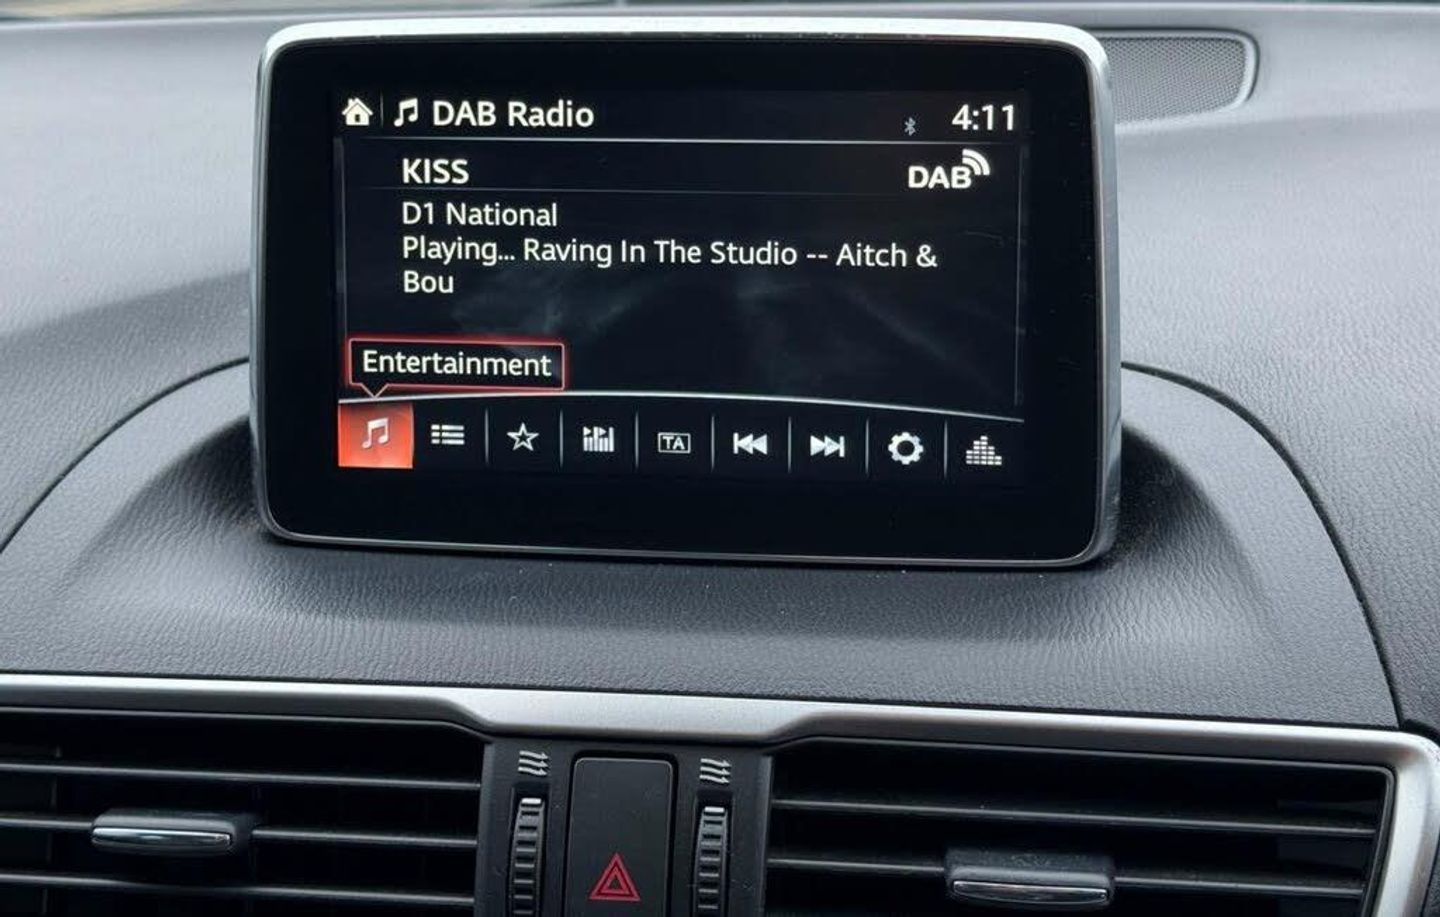 DAB Radio 4:11
KISS DAB
D1 National
Playing... Raving In The Studio -- Aitch &
Bou
Entertainment
TA